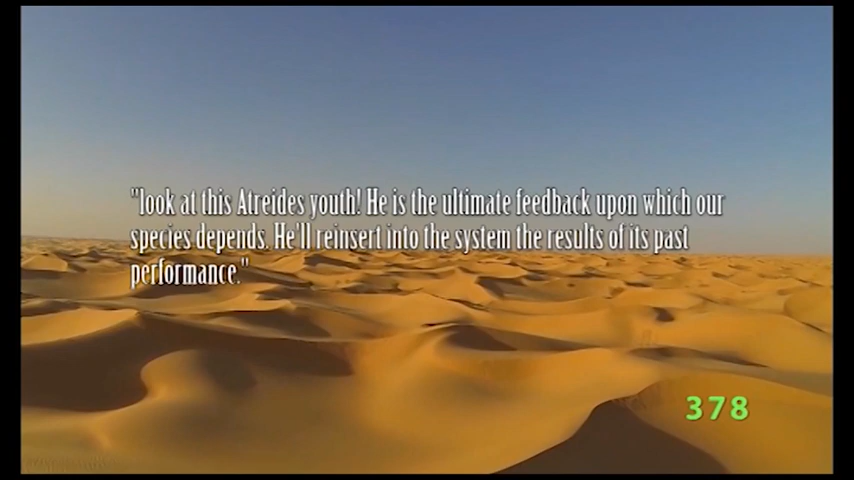 "look at this Atreides youth! He is the ultimate feedback upon which our
species depends. He'll reinsert into the system the results of its past
performance."
378